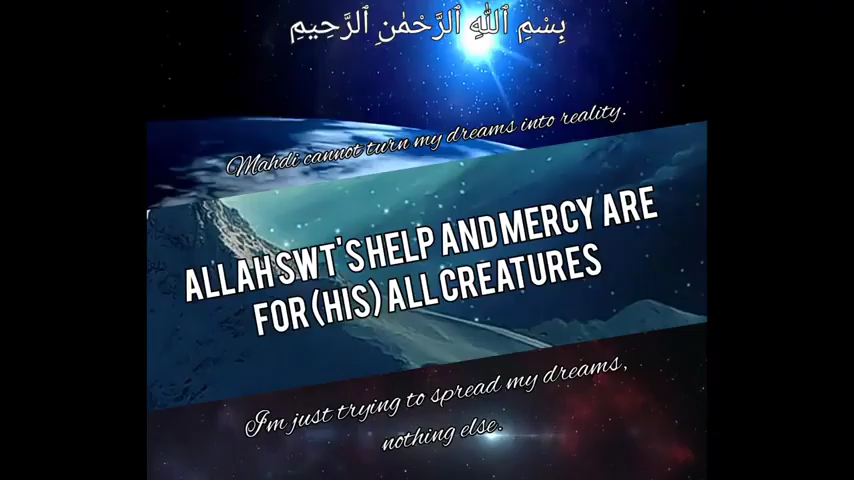 بِسْمِ ٱللَّٰهِ ٱلرَّحْمَٰنِ ٱلرَّحِيمِ
Mahdi cannot turn my dreams into reality.
ALLAH SWT'S HELP AND MERCY ARE
FOR (HIS) ALL CREATURES
I'm just trying to spread my dreams,
nothing else.